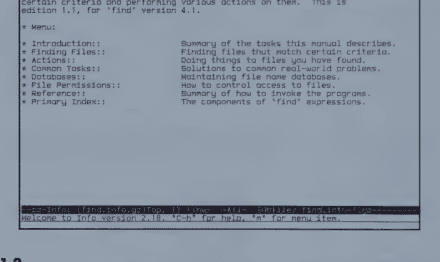 certain criteria and performing various actions on them. This is
edition 1.1, for 'find' version 4.1.
* Menu:
* Introduction:: Summary of the tasks this manual describes.
* Finding Files:: Finding files that match certain criteria.
* Actions:: Doing things to files you have found.
* Common Tasks:: Solutions to common real-world problems.
* Databases:: Maintaining file name databases.
* File Permissions:: How to control access to files.
* Reference:: Summary of how to invoke the programs.
* Primary Index:: The components of 'find' expressions.
(find.info.gz)Top,
Welcome to Info version 2.18. "C-h" for help, "m" for menu item.